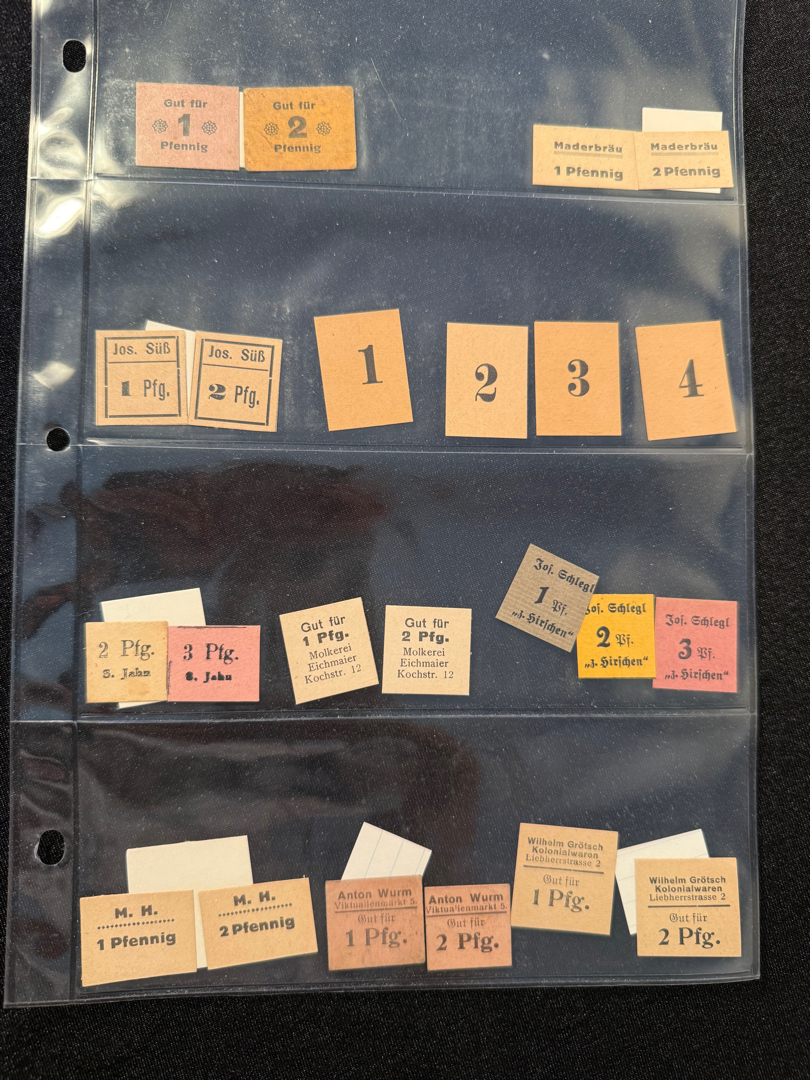 Gut für
1
Pfennig
Gut für
2
Pfennig
Maderbräu
1 Pfennig
Maderbräu
2 Pfennig
Jos. Süß
1 Pfg.
Jos. Süß
2 Pfg.
1
2
3
4
2 Pfg.
S. Jahn
3 Pfg.
S. Jahn
Gut für
1 Pfg.
Molkerei
Eichmaier
Kochstr. 12
Gut für
2 Pfg.
Molkerei
Eichmaier
Kochstr. 12
Jos. Schlegl
1 Pf.
„z. Hirschen“
Jos. Schlegl
2 Pf.
„z. Hirschen“
Jos. Schlegl
3 Pf.
„z. Hirschen“
M. H.
1 Pfennig
M. H.
2 Pfennig
Anton Wurm
Viktualienmarkt 5
Gut für
1 Pfg.
Anton Wurm
Viktualienmarkt 5
Gut für
2 Pfg.
Wilhelm Grötsch
Kolonialwaren
Liebherrstrasse 2
Gut für
1 Pfg.
Wilhelm Grötsch
Kolonialwaren
Liebherrstrasse 2
Gut für
2 Pfg.